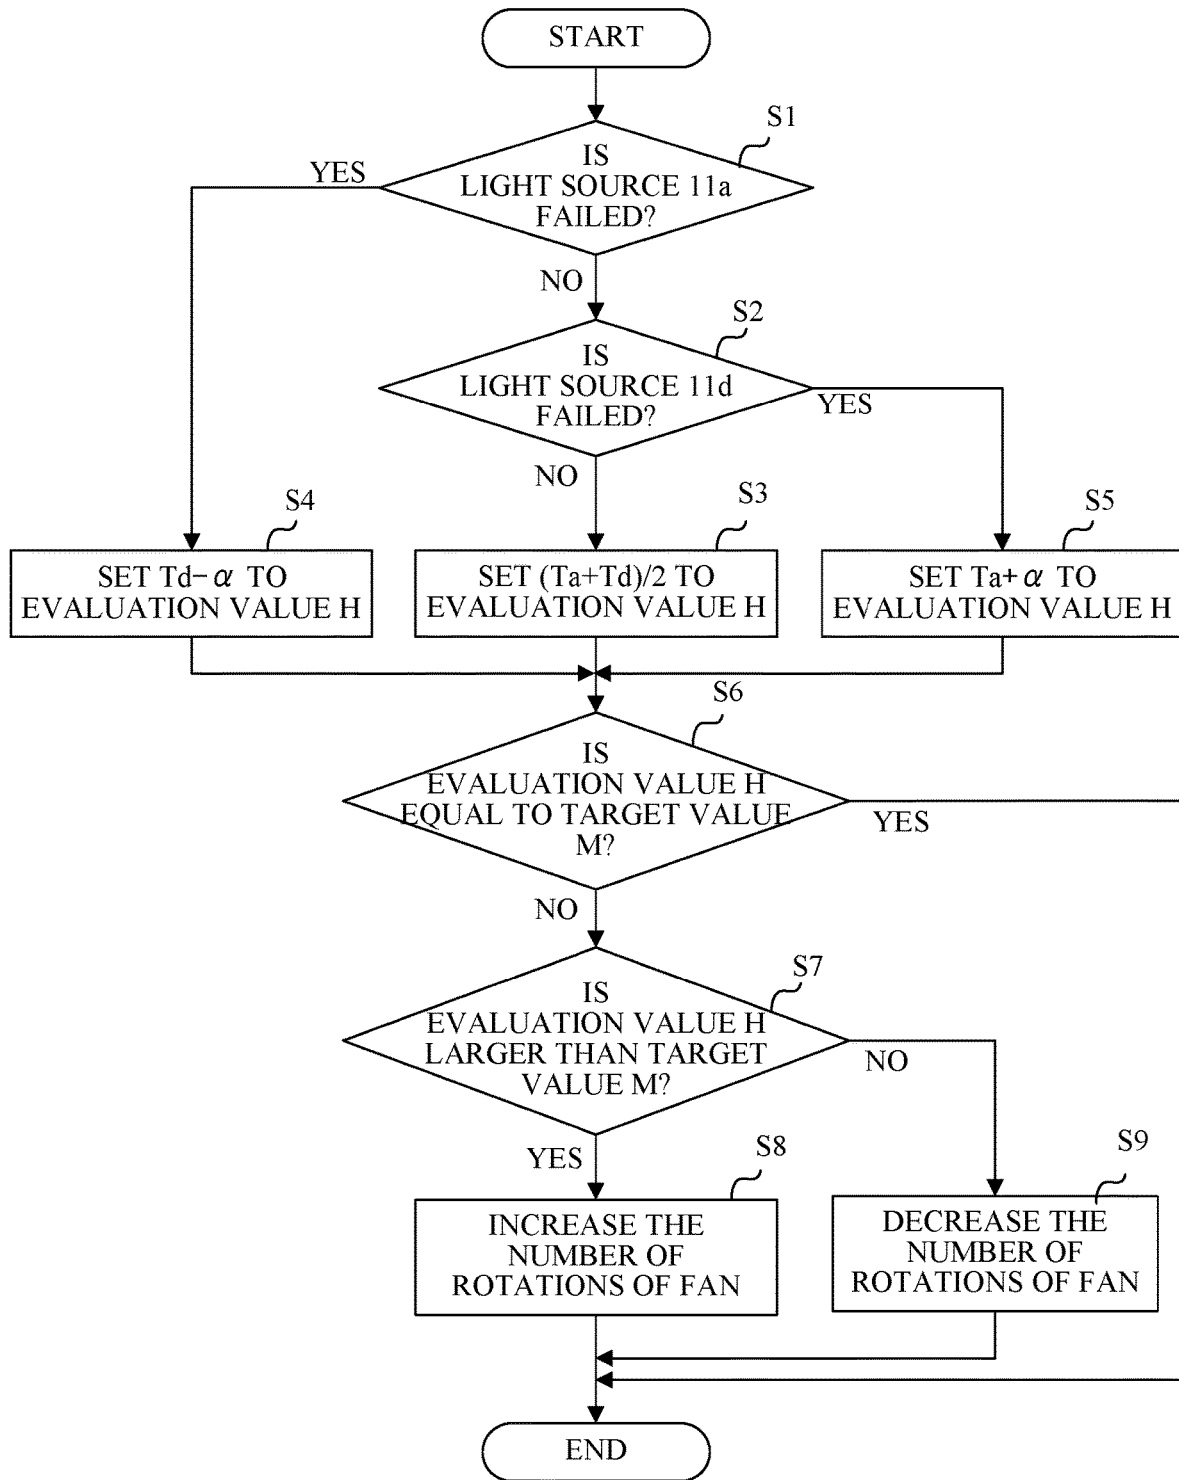 START
S1
IS
LIGHT SOURCE 11a
FAILED?
YES
NO
S2
IS
LIGHT SOURCE 11d
FAILED?
YES
NO
S4
SET Td-α TO
EVALUATION VALUE H
S3
SET (Ta+Td)/2 TO
EVALUATION VALUE H
S5
SET Ta+α TO
EVALUATION VALUE H
S6
IS
EVALUATION VALUE H
EQUAL TO TARGET VALUE
M?
YES
NO
S7
IS
EVALUATION VALUE H
LARGER THAN TARGET
VALUE M?
NO
YES
S8
INCREASE THE
NUMBER OF
ROTATIONS OF FAN
S9
DECREASE THE
NUMBER OF
ROTATIONS OF FAN
END